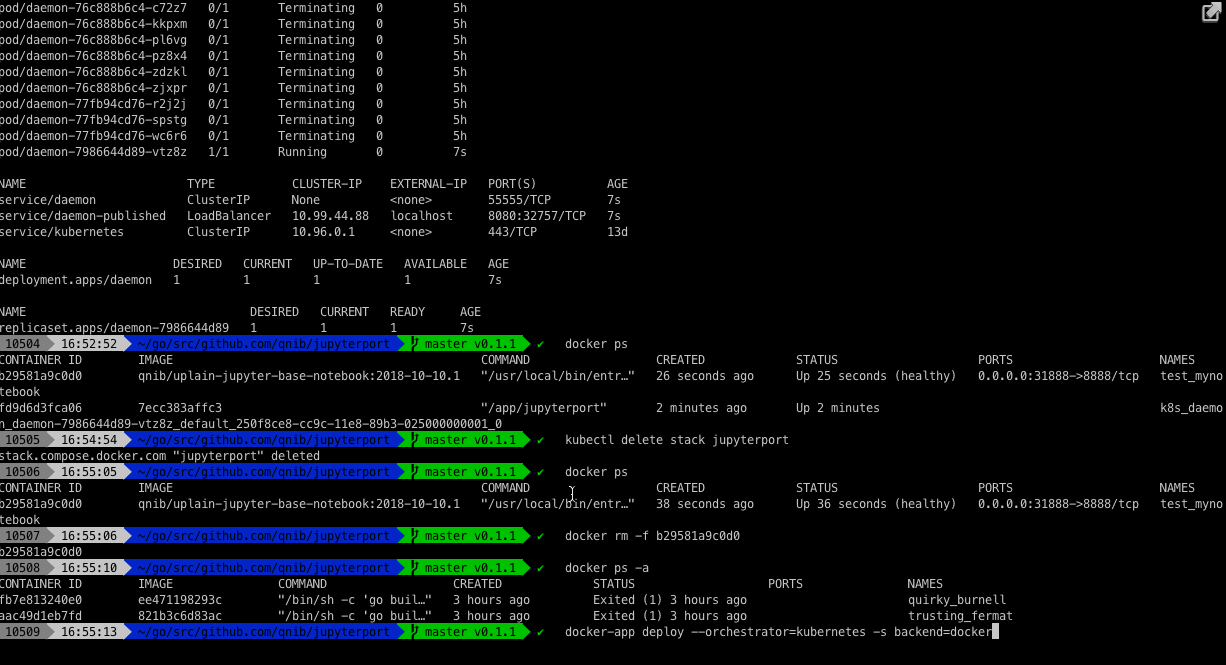 pod/daemon-76c888b6c4-c72z7   0/1       Terminating   0          5h
pod/daemon-76c888b6c4-kkpxm   0/1       Terminating   0          5h
pod/daemon-76c888b6c4-pl6vg   0/1       Terminating   0          5h
pod/daemon-76c888b6c4-pz8x4   0/1       Terminating   0          5h
pod/daemon-76c888b6c4-zdzkl   0/1       Terminating   0          5h
pod/daemon-76c888b6c4-zjxpr   0/1       Terminating   0          5h
pod/daemon-77fb94cd76-r2j2j   0/1       Terminating   0          5h
pod/daemon-77fb94cd76-spstg   0/1       Terminating   0          5h
pod/daemon-77fb94cd76-wc6r6   0/1       Terminating   0          5h
pod/daemon-7986644d89-vtz8z   1/1       Running       0          7s
NAME                       TYPE           CLUSTER-IP    EXTERNAL-IP   PORT(S)          AGE
service/daemon             ClusterIP      None          <none>        55555/TCP        7s
service/daemon-published   LoadBalancer   10.99.44.88   localhost     8080:32757/TCP   7s
service/kubernetes         ClusterIP      10.96.0.1     <none>        443/TCP          13d
NAME                     DESIRED   CURRENT   UP-TO-DATE   AVAILABLE   AGE
deployment.apps/daemon   1         1         1            1           7s
NAME                                DESIRED   CURRENT   READY     AGE
replicaset.apps/daemon-7986644d89   1         1         1         7s
10504 16:52:52 ~/go/src/github.com/qnib/jupyterport master v0.1.1 ✔ docker ps
CONTAINER ID        IMAGE                                            COMMAND                  CREATED             STATUS                    PORTS                     NAMES
b29581a9c0d0        qnib/uplain-jupyter-base-notebook:2018-10-10.1   "/usr/local/bin/entr…"   26 seconds ago      Up 25 seconds (healthy)   0.0.0.0:31888->8888/tcp   test_myno
tebook
fd9d6d3fca06        7ecc383affc3                                     "/app/jupyterport"       2 minutes ago       Up 2 minutes                                        k8s_daemo
n_daemon-7986644d89-vtz8z_default_250f8ce8-cc9c-11e8-89b3-025000000001_0
10505 16:54:54 ~/go/src/github.com/qnib/jupyterport master v0.1.1 ✔ kubectl delete stack jupyterport
stack.compose.docker.com "jupyterport" deleted
10506 16:55:05 ~/go/src/github.com/qnib/jupyterport master v0.1.1 ✔ docker ps
CONTAINER ID        IMAGE                                            COMMAND                  CREATED             STATUS                    PORTS                     NAMES
b29581a9c0d0        qnib/uplain-jupyter-base-notebook:2018-10-10.1   "/usr/local/bin/entr…"   38 seconds ago      Up 36 seconds (healthy)   0.0.0.0:31888->8888/tcp   test_myno
tebook
10507 16:55:06 ~/go/src/github.com/qnib/jupyterport master v0.1.1 ✔ docker rm -f b29581a9c0d0
b29581a9c0d0
10508 16:55:10 ~/go/src/github.com/qnib/jupyterport master v0.1.1 ✔ docker ps -a
CONTAINER ID        IMAGE               COMMAND                  CREATED             STATUS                   PORTS               NAMES
fb7e813240e0        ee471198293c        "/bin/sh -c 'go buil…"   3 hours ago         Exited (1) 3 hours ago                       quirky_burnell
aac49d1eb7fd        821b3c6d83ac        "/bin/sh -c 'go buil…"   3 hours ago         Exited (1) 3 hours ago                       trusting_fermat
10509 16:55:13 ~/go/src/github.com/qnib/jupyterport master v0.1.1 ✔ docker-app deploy --orchestrator=kubernetes -s backend=docker